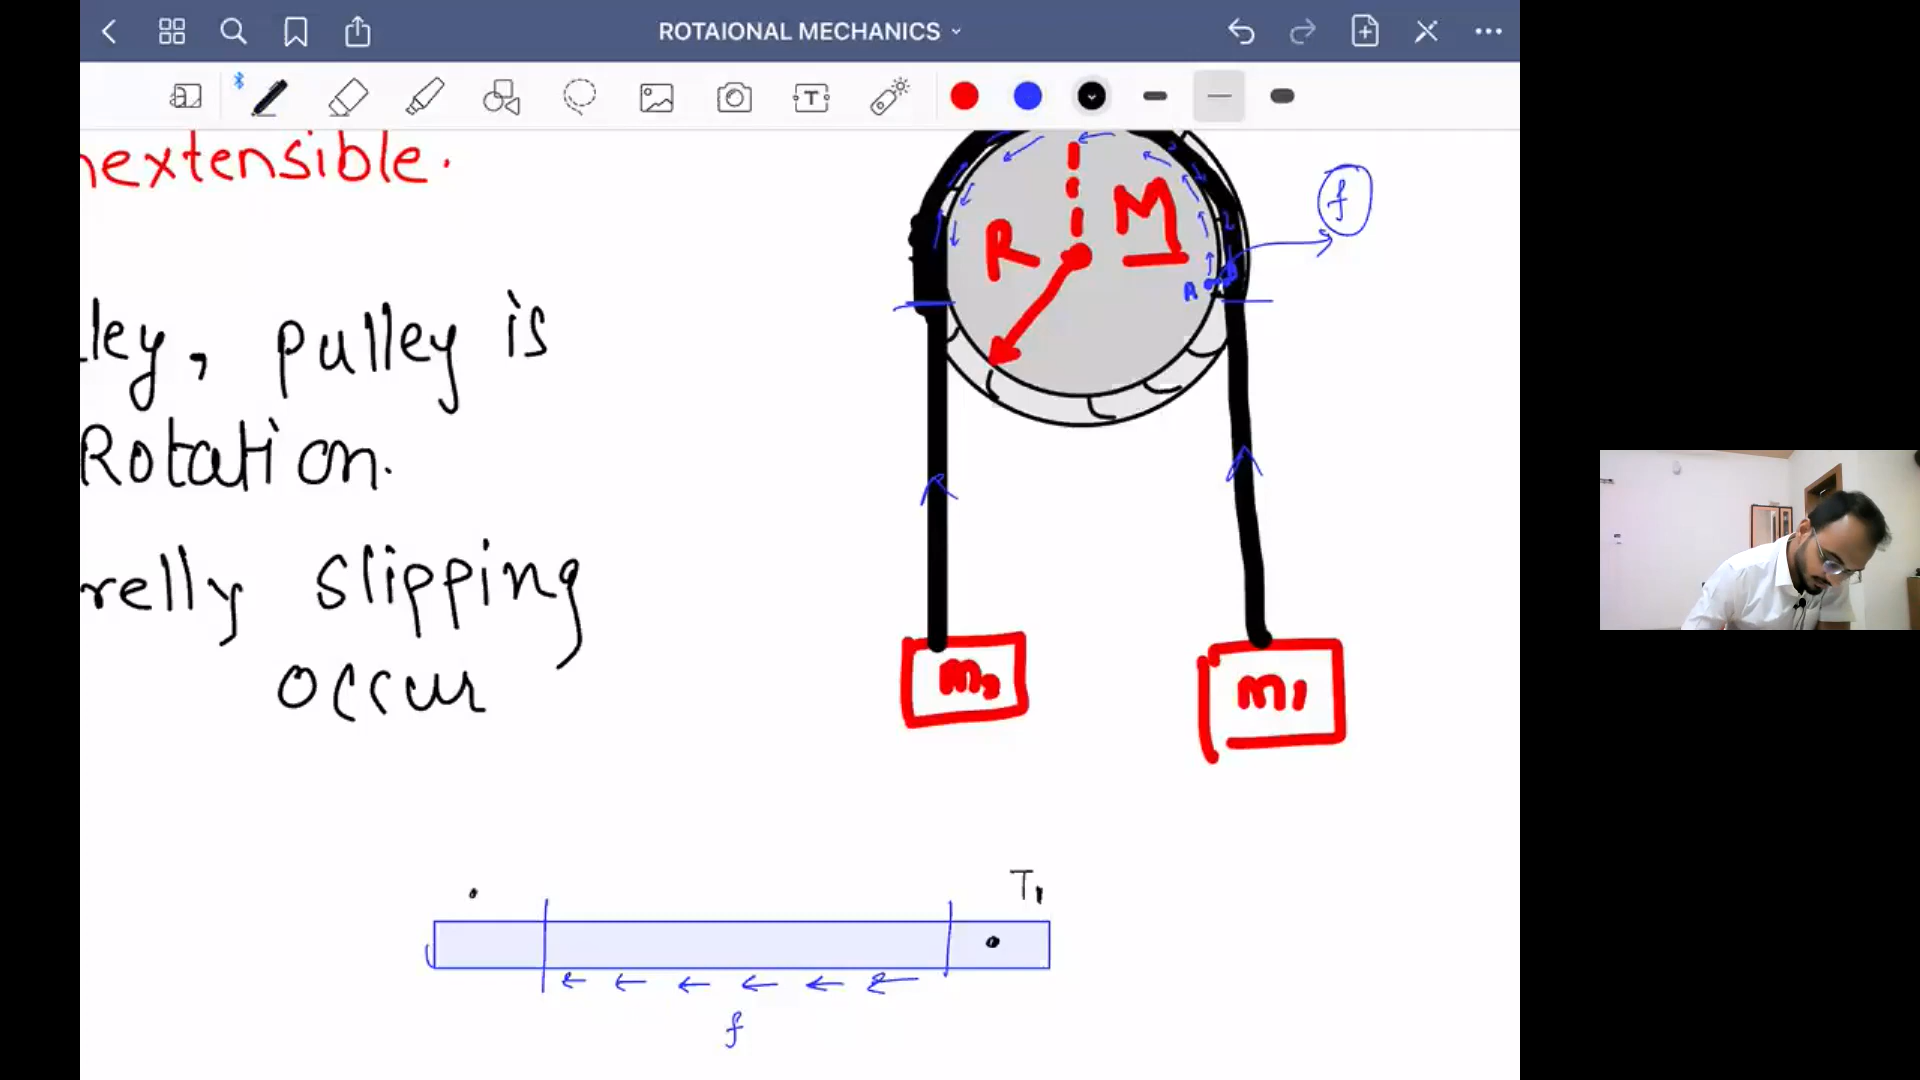 ROTAIONAL MECHANICS
T
nextensible.
f
R M
A
lley, pulley is
Rotation.
relly slipping
occur
m2
m1
T1
f